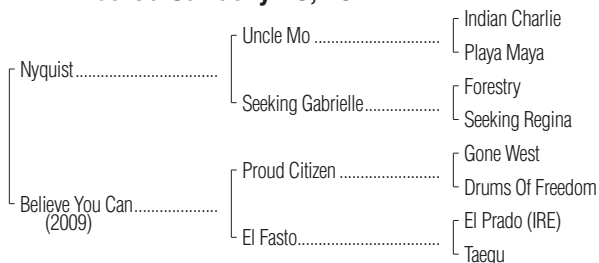 Indian Charlie
Uncle Mo
Playa Maya
Nyquist
Forestry
Seeking Gabrielle
Seeking Regina
Gone West
Proud Citizen
Drums Of Freedom
Believe You Can
(2009)
El Prado (IRE)
El Fasto
Taegu